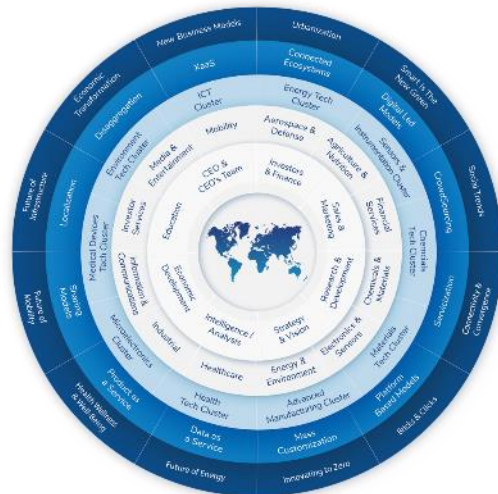 New Business Models
Urbanization
Smart Is The
New Green
Social Trends
Connectivity & Convergence
Bricks & Clicks
Innovating to Zero
Future of Energy
Health Wellness
& Well Being
Future of
Mobility
Future of
Infrastructure
Economic
Transformation
XaaS
Connected
Ecosystems
Digital Led
Models
CrowdSourcing
Servicization
Platform
Based Models
Mass
Customization
Data as
a Service
Product as
a Service
Sharing
Models
Localization
Disaggregation
ICT
Cluster
Energy Tech
Cluster
Sensors &
Instrumentation Cluster
Chemicals
Tech Cluster
Materials
Tech Cluster
Advanced
Manufacturing Cluster
Health
Tech Cluster
Microelectronics
Cluster
Medical Devices
Tech Cluster
Environment
Tech Cluster
Mobility
Aerospace &
Defense
Agriculture &
Nutrition
Financial
Services
Chemicals &
Materials
Electronics &
Sensors
Energy &
Environment
Healthcare
Industrial
Information &
Communications
Investor
Services
Media &
Entertainment
CEO &
CEO's Team
Investors
& Finance
Sales &
Marketing
Research &
Development
Strategy
& Vision
Intelligence /
Analysis
Economic
Development
Education